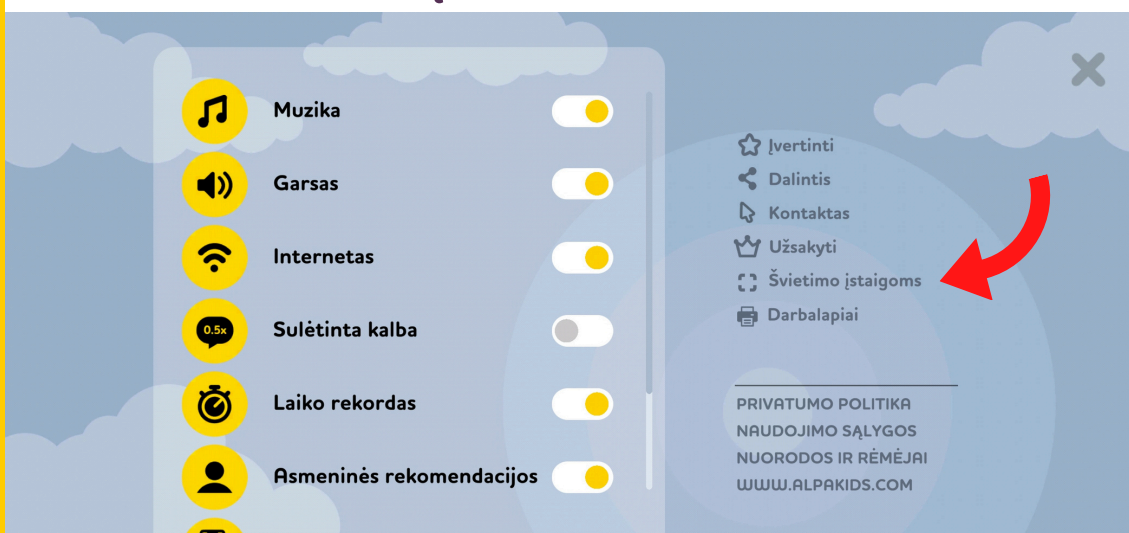 Muzika
Garsas
Internetas
0.5x
Sulėtinta kalba
Laiko rekordas
Asmeninės rekomendacijos
Įvertinti
Dalintis
Kontaktas
Užsakyti
Švietimo įstaigoms
Darbalapiai
PRIVATUMO POLITIKA
NAUDOJIMO SĄLYGOS
NUORODOS IR RĖMĖJAI
WWW.ALPAKIDS.COM